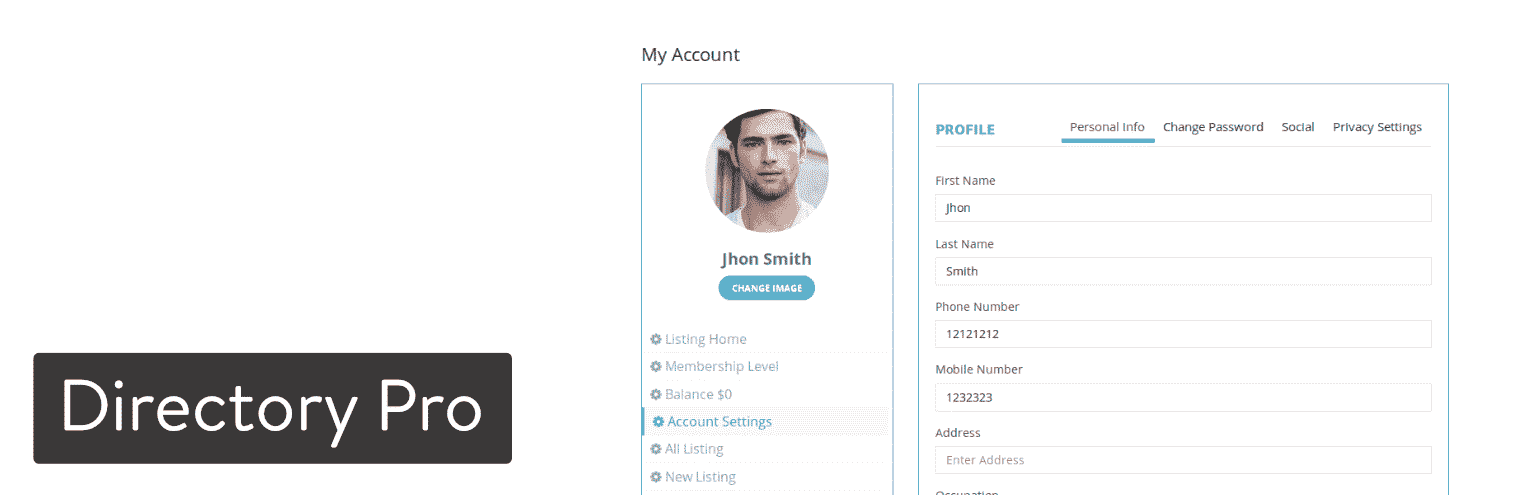 My Account
Jhon Smith
CHANGE IMAGE
Listing Home
Membership Level
Balance $0
Account Settings
All Listing
New Listing
PROFILE
Personal Info
Change Password
Social
Privacy Settings
First Name
Jhon
Last Name
Smith
Phone Number
12121212
Mobile Number
1232323
Address
Enter Address
Occupation
Directory Pro